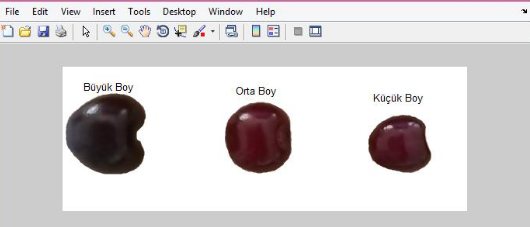 File Edit View Insert Tools Desktop Window Help
Büyük Boy
Orta Boy
Küçük Boy